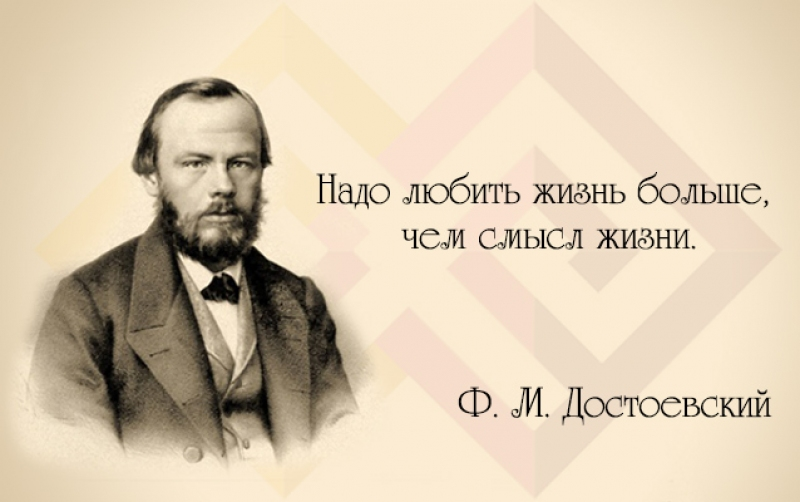 Надо любить жизнь больше,
чем смысл жизни.
Ф. М. Достоевский